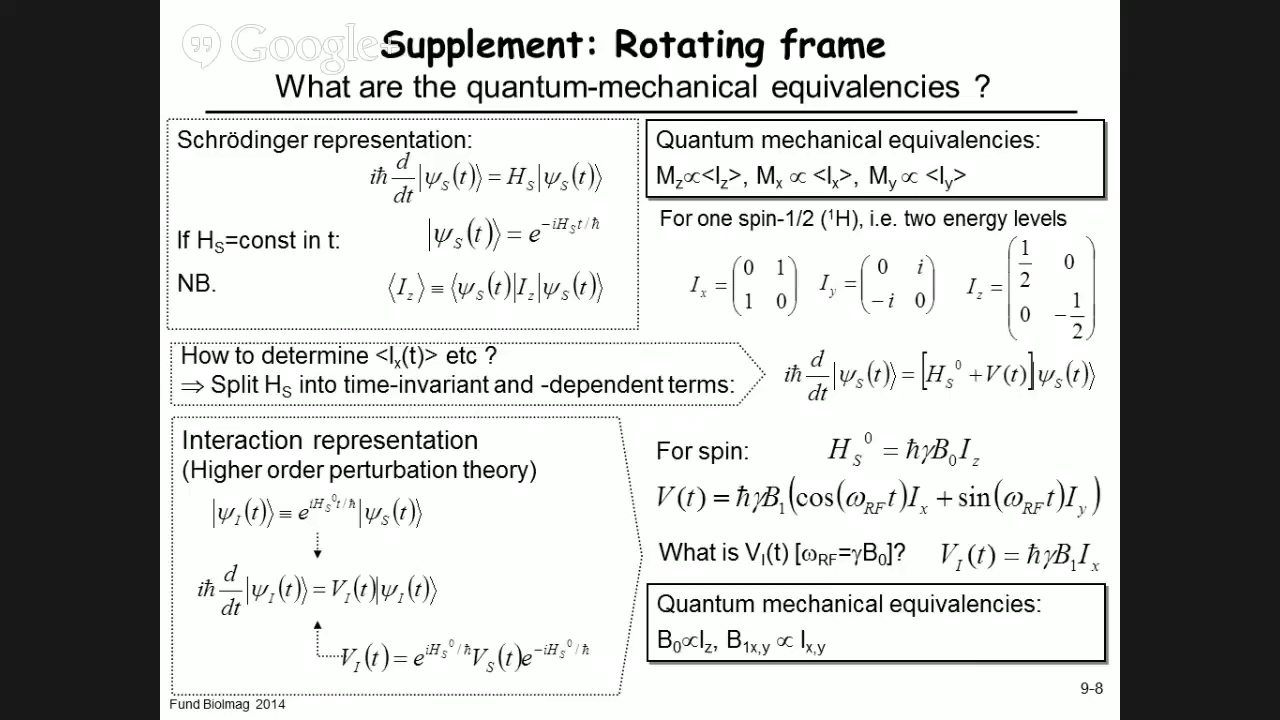 Google+
Supplement: Rotating frame
What are the quantum-mechanical equivalencies ?
Schrödinger representation:
iħ d/dt |ψ_S(t)⟩ = H_S|ψ_S(t)⟩
If H_S=const in t: |ψ_S(t)⟩ = e^{−iH_S t/ħ}
NB. ⟨I_z⟩ ≡ ⟨ψ_S(t)|I_z|ψ_S(t)⟩
Quantum mechanical equivalencies:
M_z∝<I_z>, M_x ∝ <I_x>, M_y ∝ <I_y>
For one spin-1/2 (¹H), i.e. two energy levels
I_x = (0 1; 1 0) I_y = (0 i; −i 0) I_z = (1/2 0; 0 −1/2)
How to determine <I_x(t)> etc ?
⇒ Split H_S into time-invariant and -dependent terms:
iħ d/dt |ψ_S(t)⟩ = [H_S^0 + V(t)]ψ_S(t)⟩
Interaction representation
(Higher order perturbation theory)
|ψ_I(t)⟩ ≡ e^{iH_S^0 t/ħ}|ψ_S(t)⟩
iħ d/dt |ψ_I(t)⟩ = V_I(t)|ψ_I(t)⟩
V_I(t) = e^{iH_S^0/ħ}V_S(t)e^{−iH_S^0/ħ}
For spin: H_S^0 = ħγB_0I_z
V(t) = ħγB_1(cos(ω_RF t)I_x + sin(ω_RF t)I_y)
What is V_I(t) [ω_RF=γB_0]? V_I(t) = ħγB_1I_x
Quantum mechanical equivalencies:
B_0∝I_z, B_1x,y ∝ I_x,y
9-8
Fund BioImag 2014